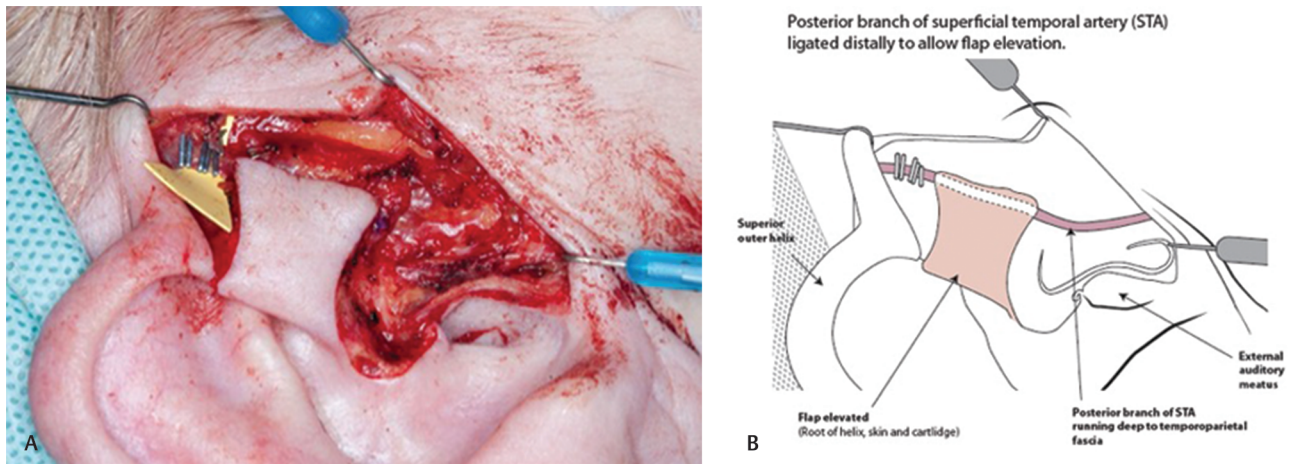 Posterior branch of superficial temporal artery (STA)
ligated distally to allow flap elevation.
Superior
outer helix
External
auditory
meatus
Flap elevated
(Root of helix, skin and cartlidge)
Posterior branch of STA
running deep to temporoparietal
fascia
A
B